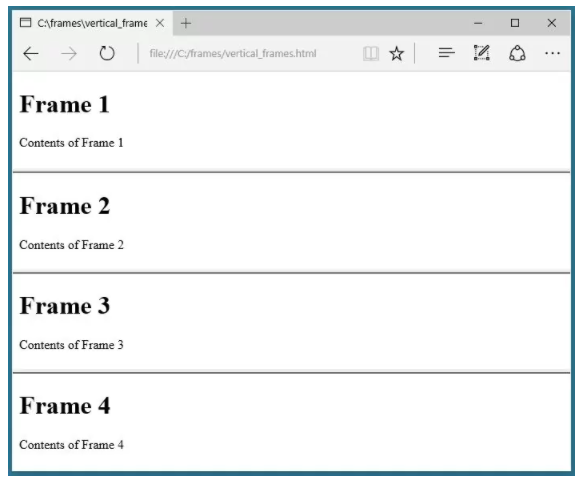 C:\frames\vertical_frame
file:///C:/frames/vertical_frames.html
Frame 1
Contents of Frame 1
Frame 2
Contents of Frame 2
Frame 3
Contents of Frame 3
Frame 4
Contents of Frame 4